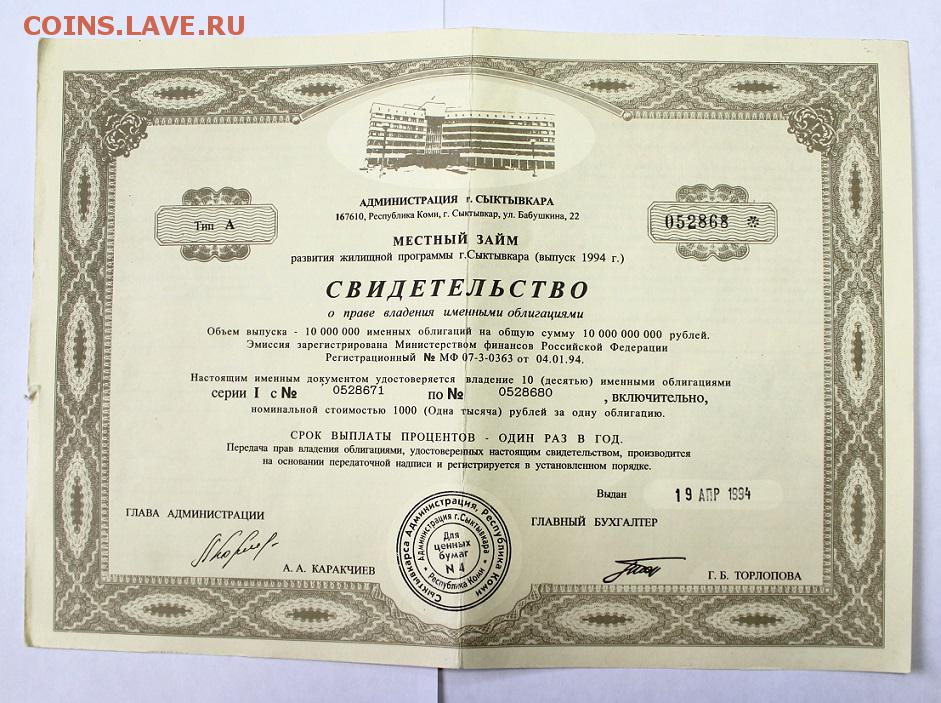 COINS.LAVE.RU
АДМИНИСТРАЦИЯ г. СЫКТЫВКАРА
167610, Республика Коми, г. Сыктывкар, ул. Бабушкина, 22
Тип А
052868 *
МЕСТНЫЙ ЗАЙМ
развития жилищной программы г.Сыктывкара (выпуск 1994 г.)
СВИДЕТЕЛЬСТВО
о праве владения именными облигациями
Объем выпуска - 10 000 000 именных облигаций на общую сумму 10 000 000 000 рублей.
Эмиссия зарегистрирована Министерством финансов Российской Федерации
Регистрационный № МФ 07-3-0363 от 04.01.94.
Настоящим именным документом удостоверяется владение 10 (десятью) именными облигациями
серии I с № 0528671 по № 0528680 , включительно,
номинальной стоимостью 1000 (Одна тысяча) рублей за одну облигацию.
СРОК ВЫПЛАТЫ ПРОЦЕНТОВ - ОДИН РАЗ В ГОД.
Передача прав владения облигациями, удостоверенных настоящим свидетельством, производится
на основании передаточной надписи и регистрируется в установленном порядке.
Выдан 19 АПР 1994
ГЛАВА АДМИНИСТРАЦИИ
ГЛАВНЫЙ БУХГАЛТЕР
А. А. КАРАКЧИЕВ
Г. Б. ТОРЛОПОВА
Сыктывкарса Администрация, Республика Коми
Администрация г.Сыктывкара
Республика Коми
Для
ценных
бумаг
N 4